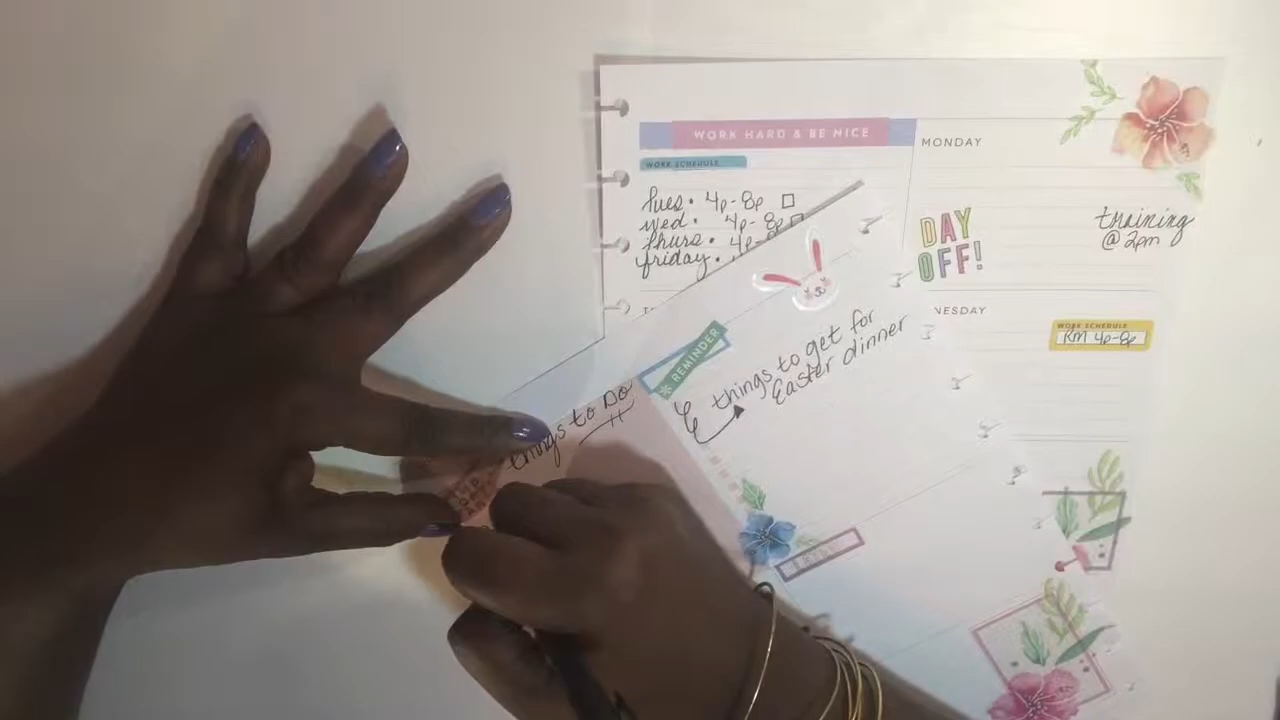 WORK HARD & BE NICE
WORK SCHEDULE
tues • 4p-8p
wed • 4p-8p
thurs • 4p-8p
friday •
MONDAY
DAY
OFF!
training
@ 2pm
NESDAY
WORK SCHEDULE
RM 4p-8p
* REMINDER
things to get for
Easter dinner
things to Do